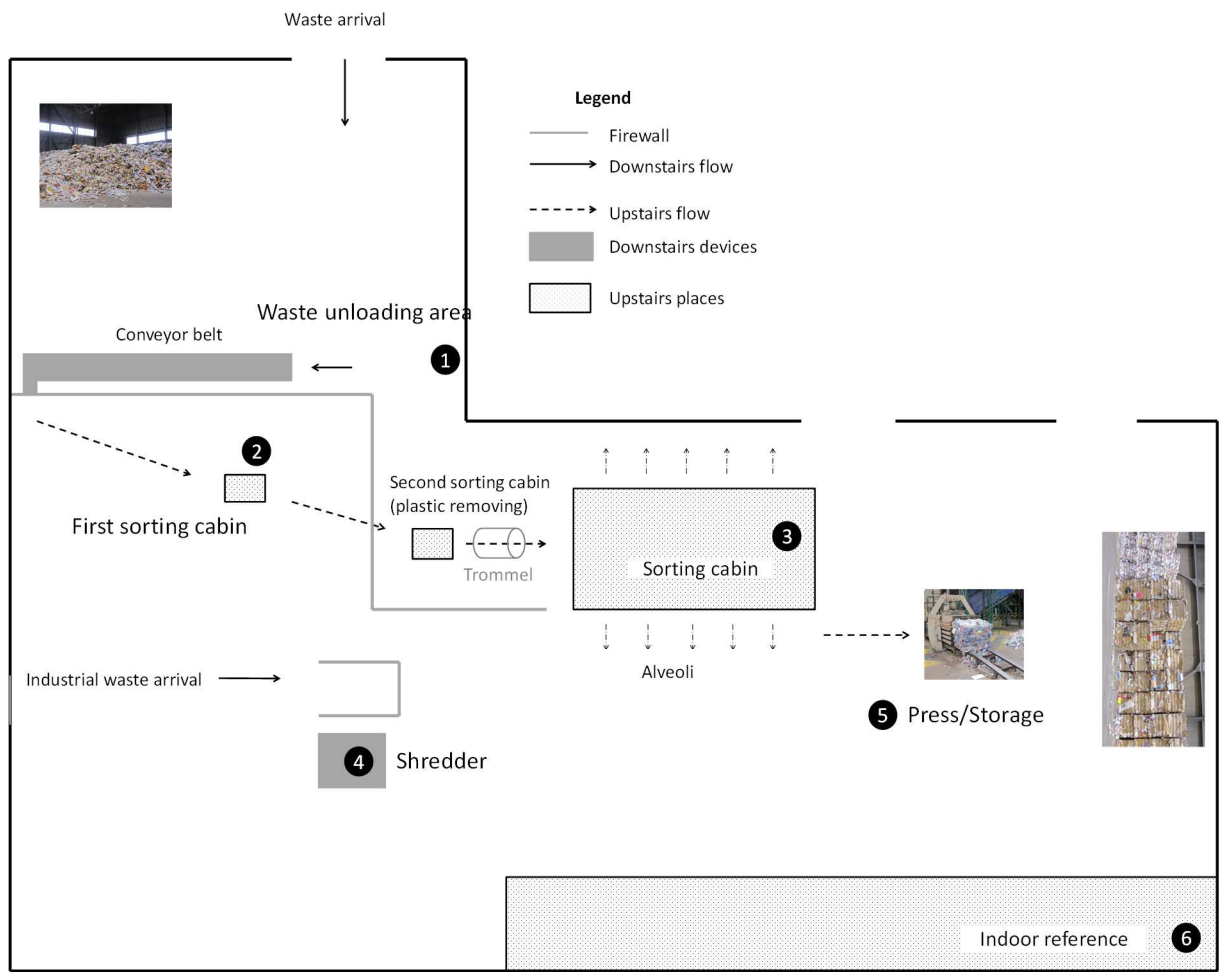 Waste arrival
Legend
Firewall
Downstairs flow
Upstairs flow
Downstairs devices
Upstairs places
Waste unloading area
Conveyor belt
1
2
First sorting cabin
Second sorting cabin
(plastic removing)
Trommel
3
Sorting cabin
Alveoli
Industrial waste arrival
4 Shredder
5 Press/Storage
Indoor reference 6